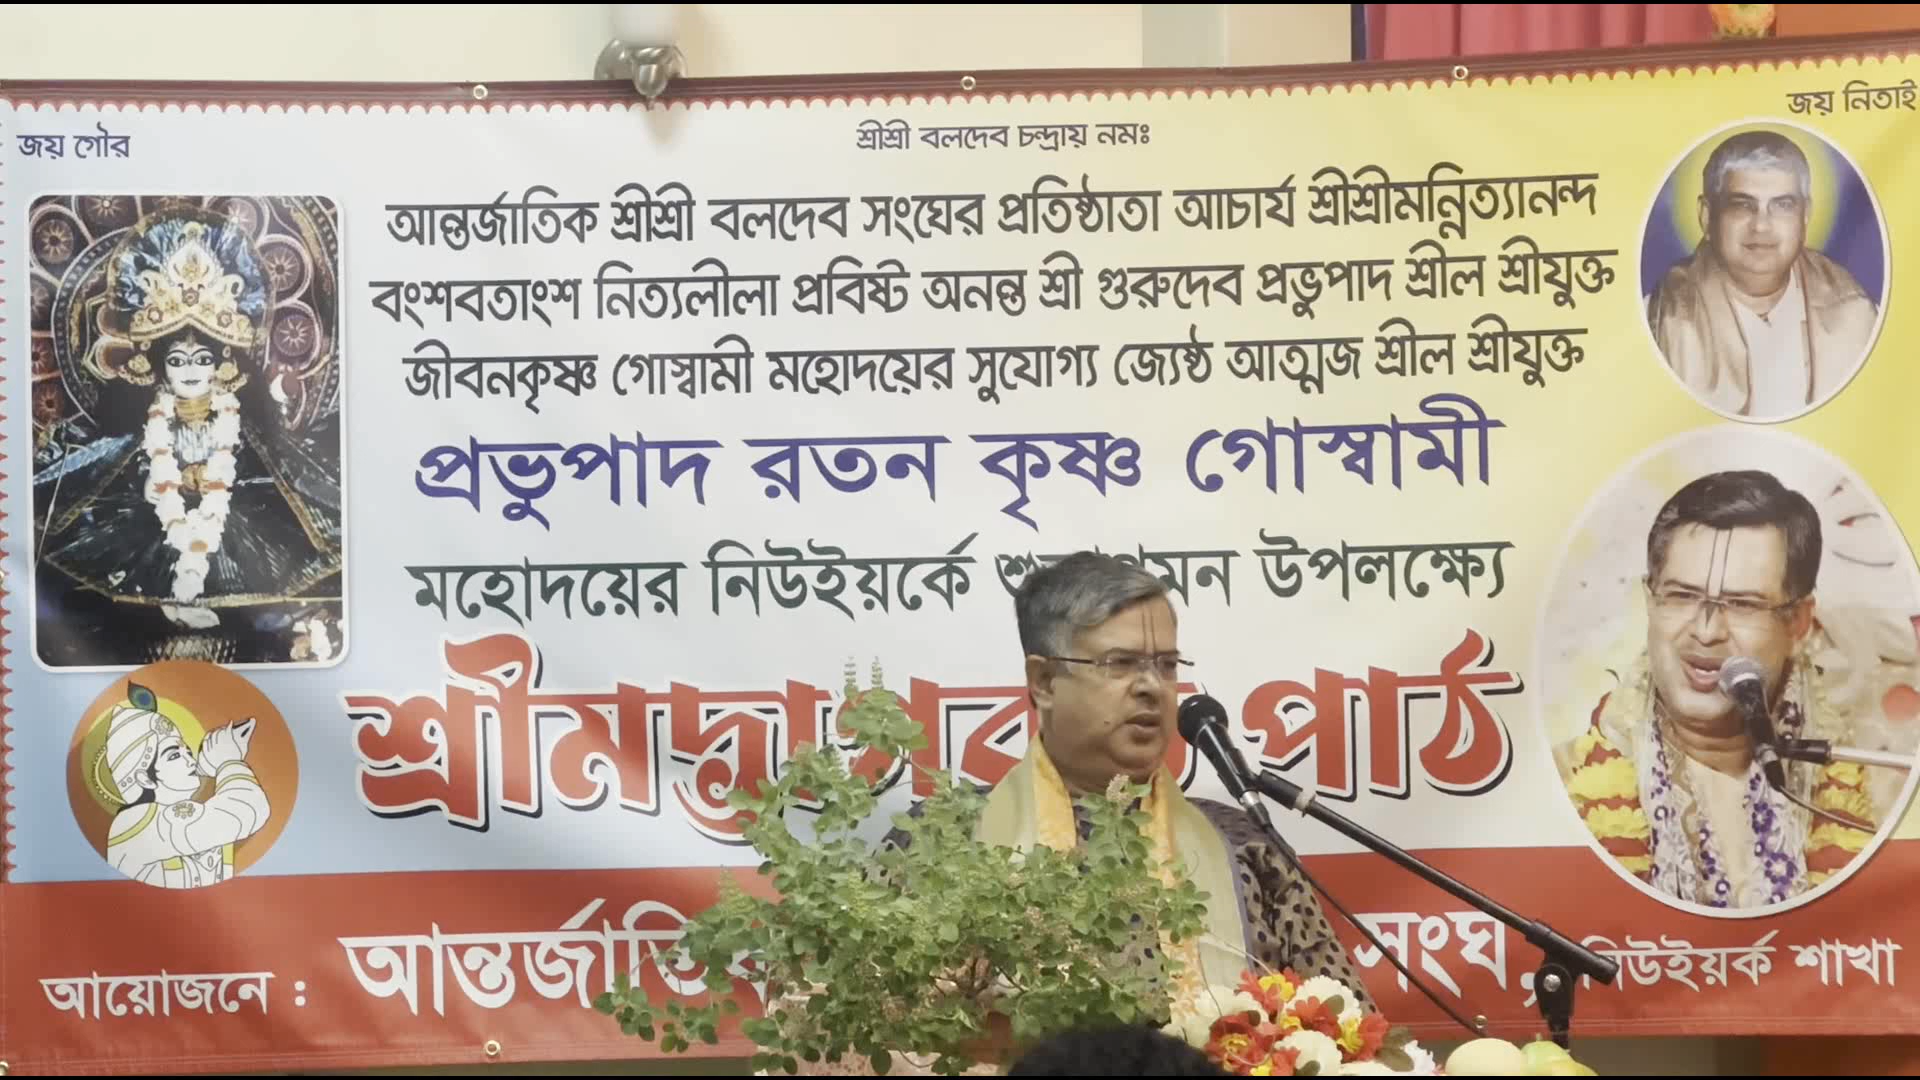 জয় গৌর
শ্রীশ্রী বলদেব চন্দ্রায় নমঃ
জয় নিতাই
আন্তর্জাতিক শ্রীশ্রী বলদেব সংঘের প্রতিষ্ঠাতা আচার্য শ্রীশ্রীমন্নিত্যানন্দ
বংশবতাংশ নিত্যলীলা প্রবিষ্ট অনন্ত শ্রী গুরুদেব প্রভুপাদ শ্রীল শ্রীযুক্ত
জীবনকৃষ্ণ গোস্বামী মহোদয়ের সুযোগ্য জ্যেষ্ঠ আত্মজ শ্রীল শ্রীযুক্ত
প্রভুপাদ রতন কৃষ্ণ গোস্বামী
মহোদয়ের নিউইয়র্কে উপলক্ষ্যে
পাঠ
আয়োজনে : সংঘ, নিউইয়র্ক শাখা